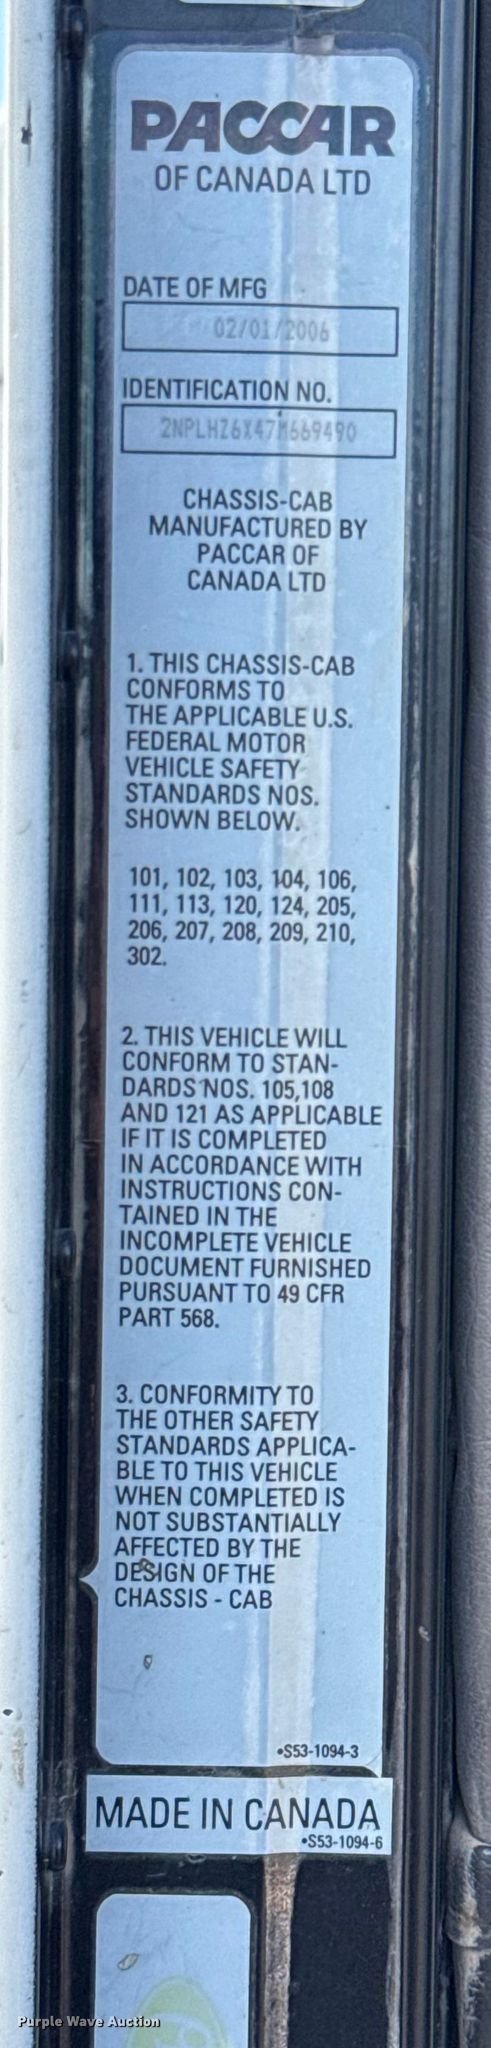 PACCAR
OF CANADA LTD
DATE OF MFG
02/01/2006
IDENTIFICATION NO.
2NPLHZ6X47M669490
CHASSIS-CAB
MANUFACTURED BY
PACCAR OF
CANADA LTD
1. THIS CHASSIS-CAB
CONFORMS TO
THE APPLICABLE U.S.
FEDERAL MOTOR
VEHICLE SAFETY
STANDARDS NOS.
SHOWN BELOW.
101, 102, 103, 104, 106,
111, 113, 120, 124, 205,
206, 207, 208, 209, 210,
302.
2. THIS VEHICLE WILL
CONFORM TO STAN-
DARDS NOS. 105,108
AND 121 AS APPLICABLE
IF IT IS COMPLETED
IN ACCORDANCE WITH
INSTRUCTIONS CON-
TAINED IN THE
INCOMPLETE VEHICLE
DOCUMENT FURNISHED
PURSUANT TO 49 CFR
PART 568.
3. CONFORMITY TO
THE OTHER SAFETY
STANDARDS APPLICA-
BLE TO THIS VEHICLE
WHEN COMPLETED IS
NOT SUBSTANTIALLY
AFFECTED BY THE
DESIGN OF THE
CHASSIS - CAB
•S53-1094-3
MADE IN CANADA
•S53-1094-6
Purple Wave Auction